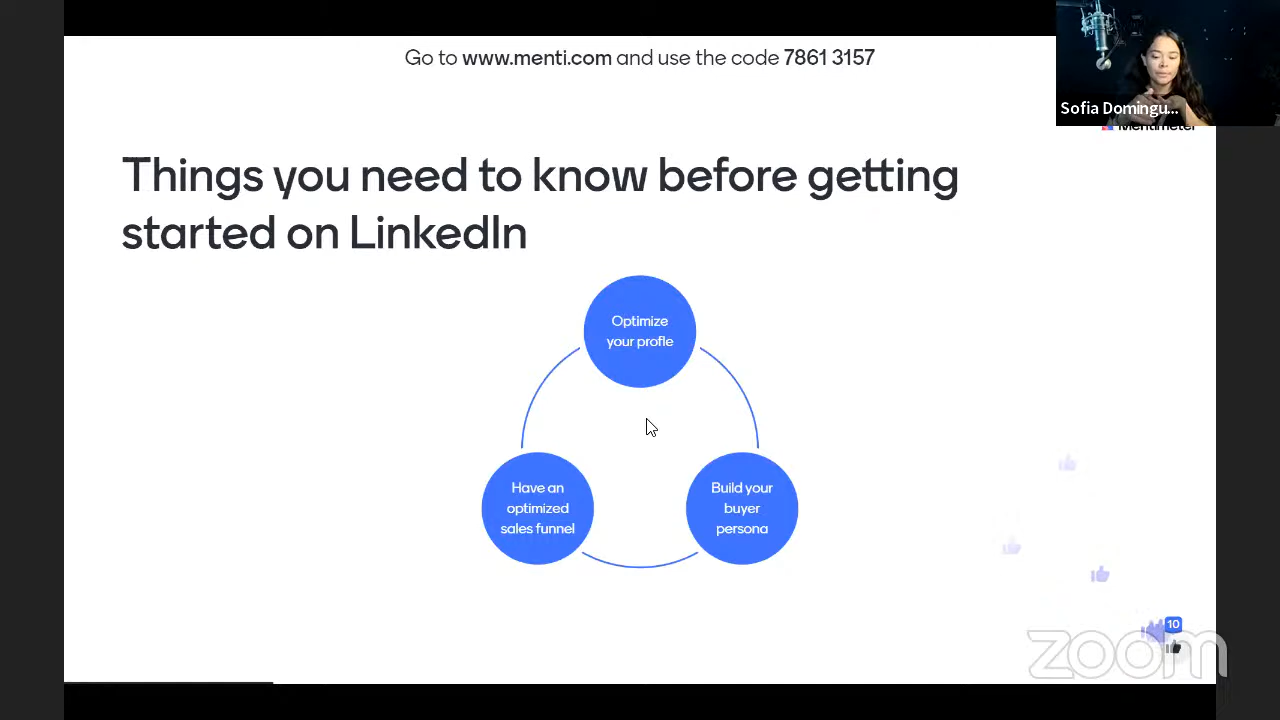 Go to www.menti.com and use the code 7861 3157
Sofia Domingu...
Mentimeter
Things you need to know before getting
started on LinkedIn
Optimize
your profle
Have an
optimized
sales funnel
Build your
buyer
persona
10
zoom